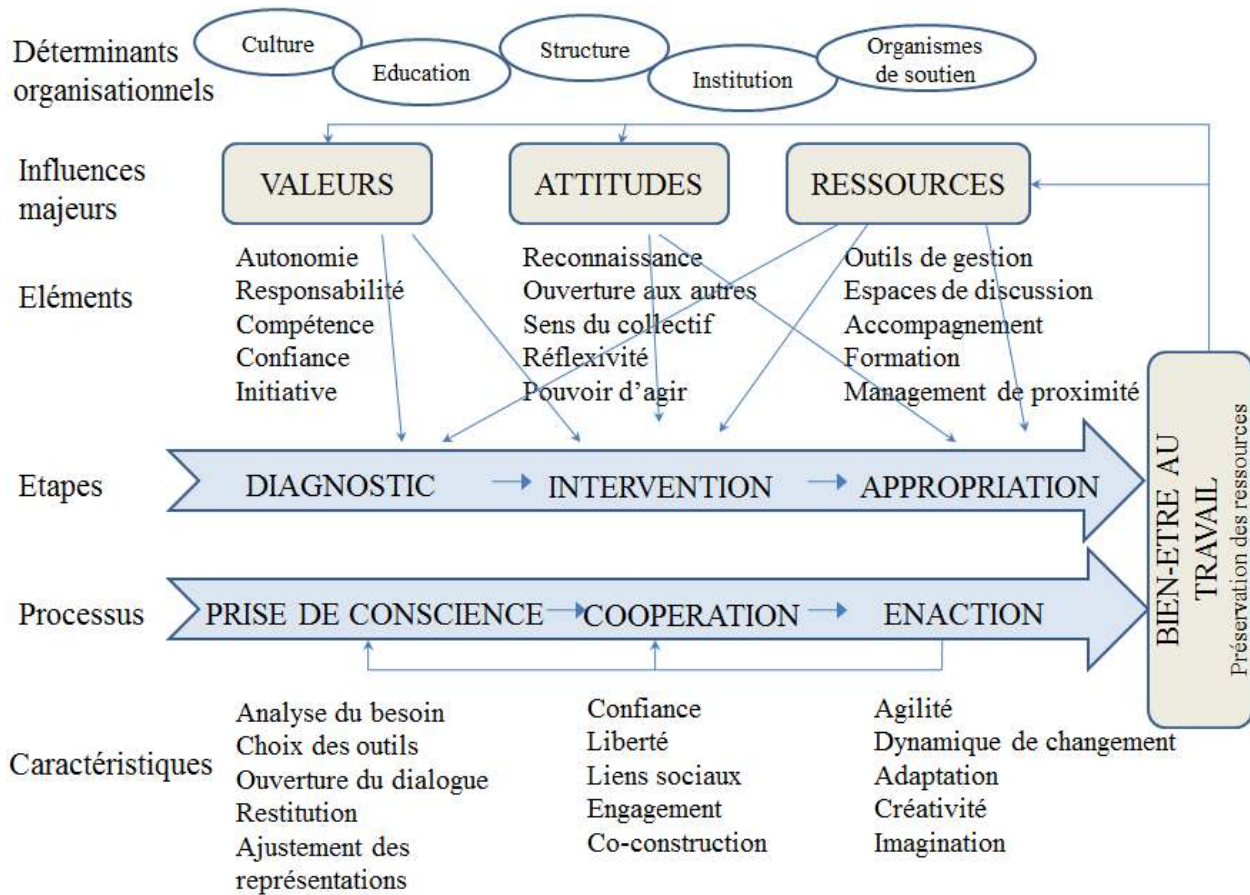 Déterminants
organisationnels
Culture
Education
Structure
Institution
Organismes
de soutien
Influences
majeurs
VALEURS
ATTITUDES
RESSOURCES
Eléments
Autonomie
Responsabilité
Compétence
Confiance
Initiative
Reconnaissance
Ouverture aux autres
Sens du collectif
Réflexivité
Pouvoir d'agir
Outils de gestion
Espaces de discussion
Accompagnement
Formation
Management de proximité
Etapes
DIAGNOSTIC
INTERVENTION
APPROPRIATION
Processus
PRISE DE CONSCIENCE
COOPERATION
ENACTION
BIEN-ETRE AU
TRAVAIL
Préservation des ressources
Caractéristiques
Analyse du besoin
Choix des outils
Ouverture du dialogue
Restitution
Ajustement des
représentations
Confiance
Liberté
Liens sociaux
Engagement
Co-construction
Agilité
Dynamique de changement
Adaptation
Créativité
Imagination